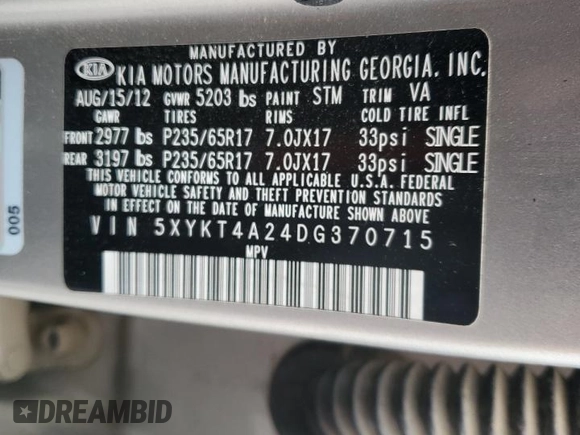 MANUFACTURED BY
KIA KIA MOTORS MANUFACTURING GEORGIA, INC.
AUG/15/12 GVWR 5203 lbs PAINT STM TRIM VA
GAWR TIRES RIMS COLD TIRE INFL
FRONT 2977 lbs P235/65R17 7.0JX17 33psi SINGLE
REAR 3197 lbs P235/65R17 7.0JX17 33psi SINGLE
THIS VEHICLE CONFORMS TO ALL APPLICABLE U.S.A. FEDERAL
MOTOR VEHICLE SAFETY AND THEFT PREVENTION STANDARDS
IN EFFECT ON THE DATE OF MANUFACTURE SHOWN ABOVE.
VIN 5XYKT4A24DG370715
MPV
005
DREAMBID